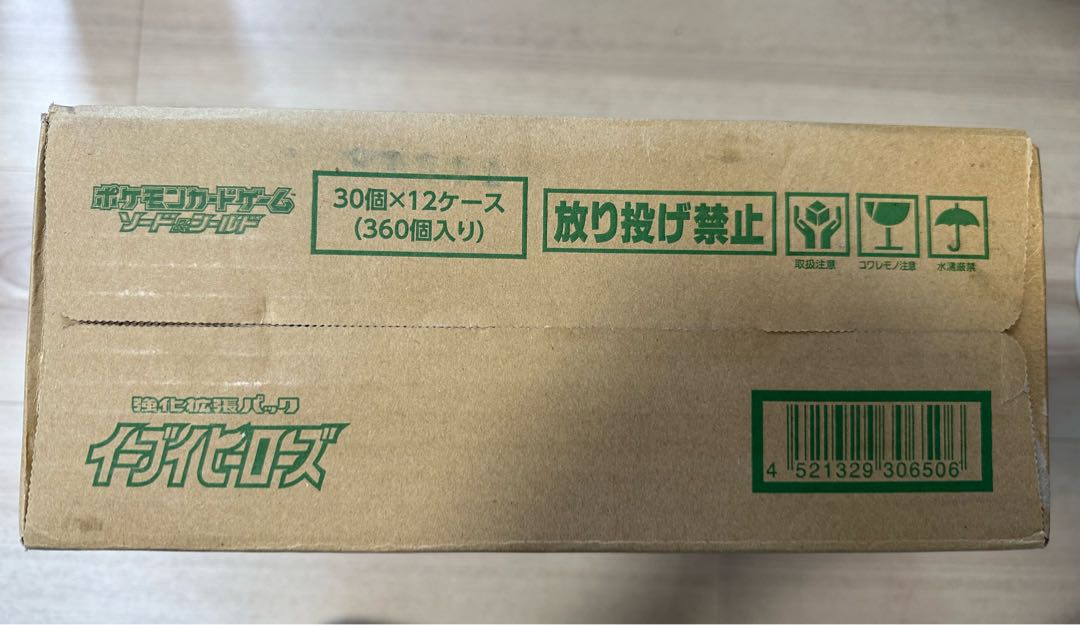 ポケモンカードゲーム
ソード&シールド
30個×12ケース
(360個入り)
放り投げ禁止
取扱注意
コワレモノ注意
水濡厳禁
強化拡張パック
イーブイヒーローズ
4 521329 306506